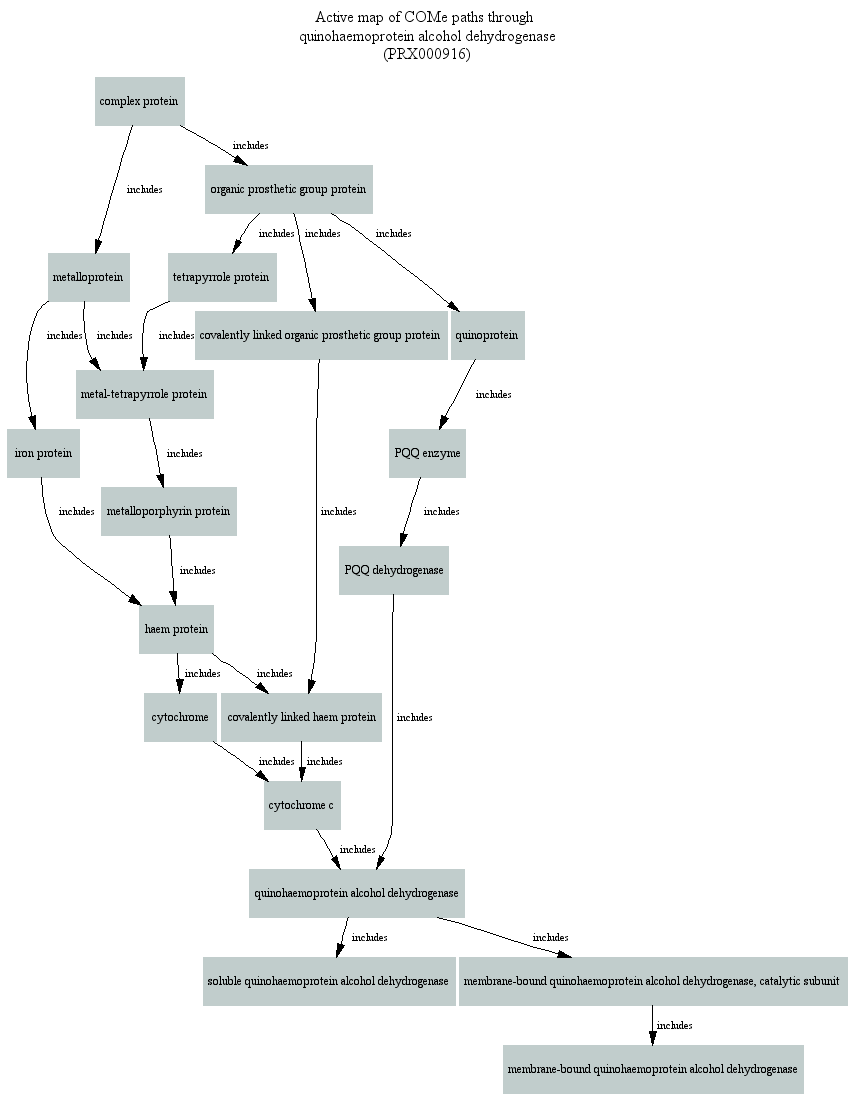 Active map of COMe paths through
quinohaemoprotein alcohol dehydrogenase
(PRX000916)
complex protein
includes
organic prosthetic group protein
includes
includes
includes
includes
metalloprotein
tetrapyrrole protein
includes
includes
includes
covalently linked organic prosthetic group protein
quinoprotein
metal-tetrapyrrole protein
includes
iron protein
includes
PQQ enzyme
includes
metalloporphyrin protein
includes
includes
includes
PQQ dehydrogenase
haem protein
includes
includes
cytochrome
covalently linked haem protein
includes
includes
includes
cytochrome c
includes
quinohaemoprotein alcohol dehydrogenase
includes
includes
soluble quinohaemoprotein alcohol dehydrogenase
membrane-bound quinohaemoprotein alcohol dehydrogenase, catalytic subunit
includes
membrane-bound quinohaemoprotein alcohol dehydrogenase